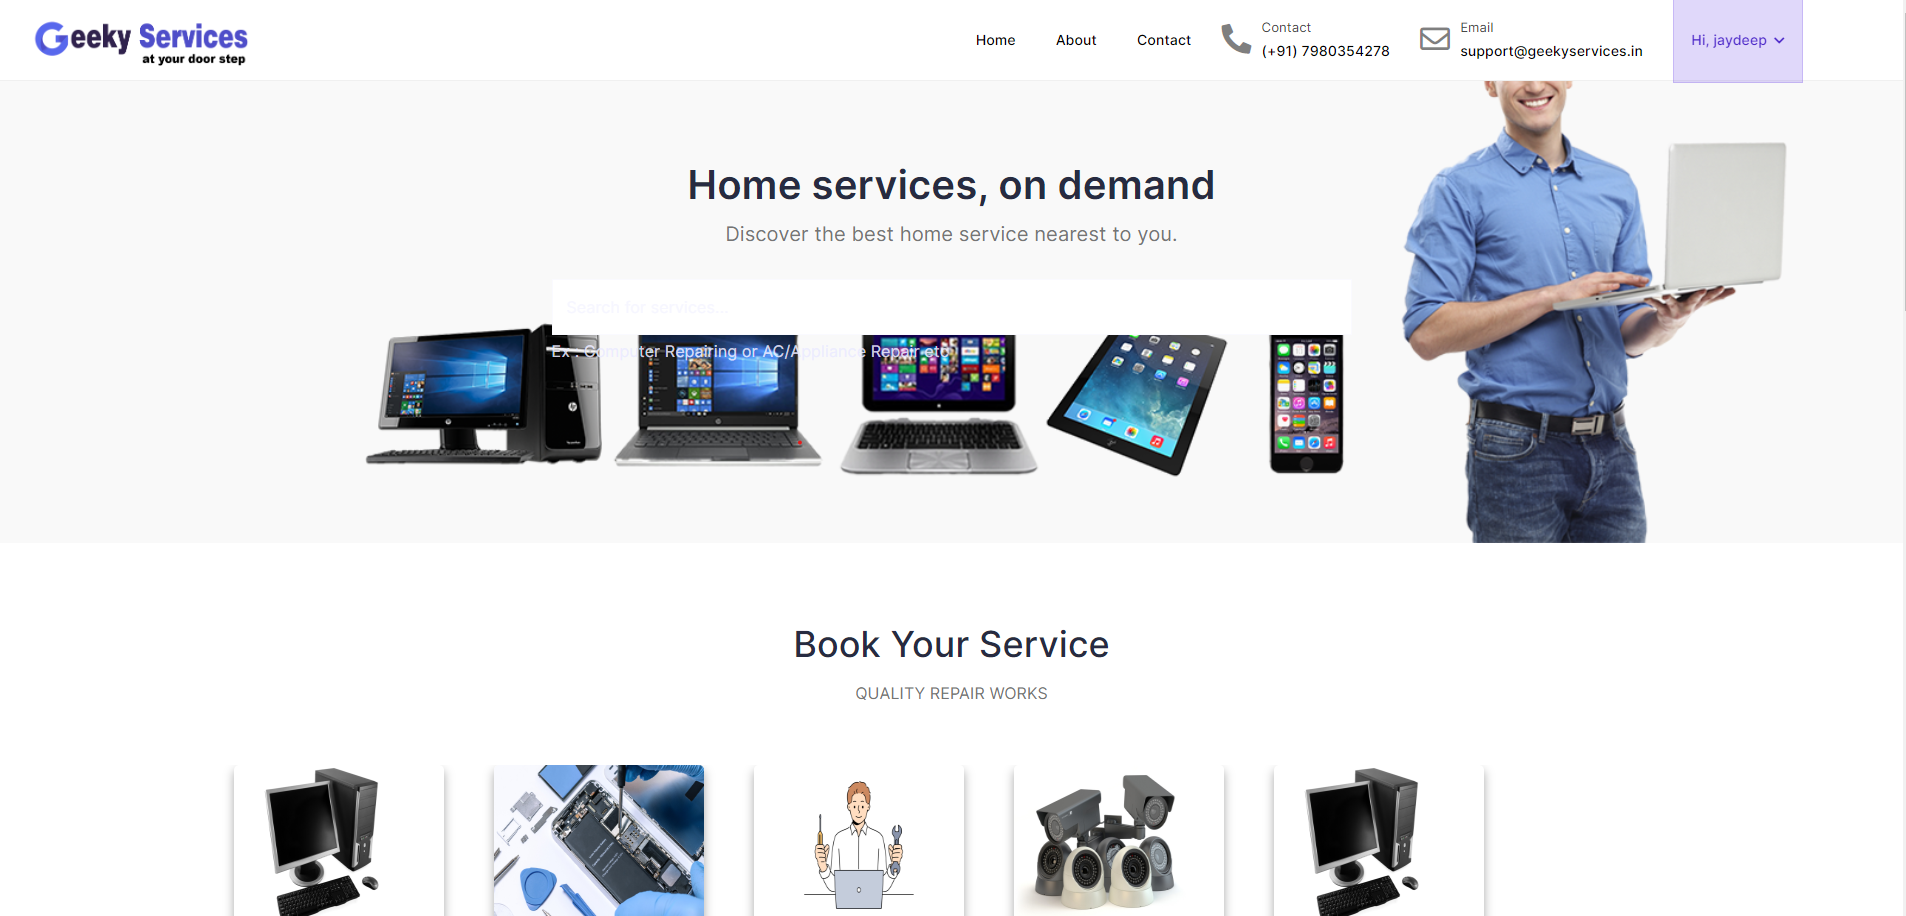 Geeky Services
at your door step
Home
About
Contact
Contact
(+91) 7980354278
Email
support@geekyservices.in
Hi, jaydeep
Home services, on demand
Discover the best home service nearest to you.
Search for services...
Ex : Computer Repairing or AC/Appliance Repair etc
Book Your Service
QUALITY REPAIR WORKS